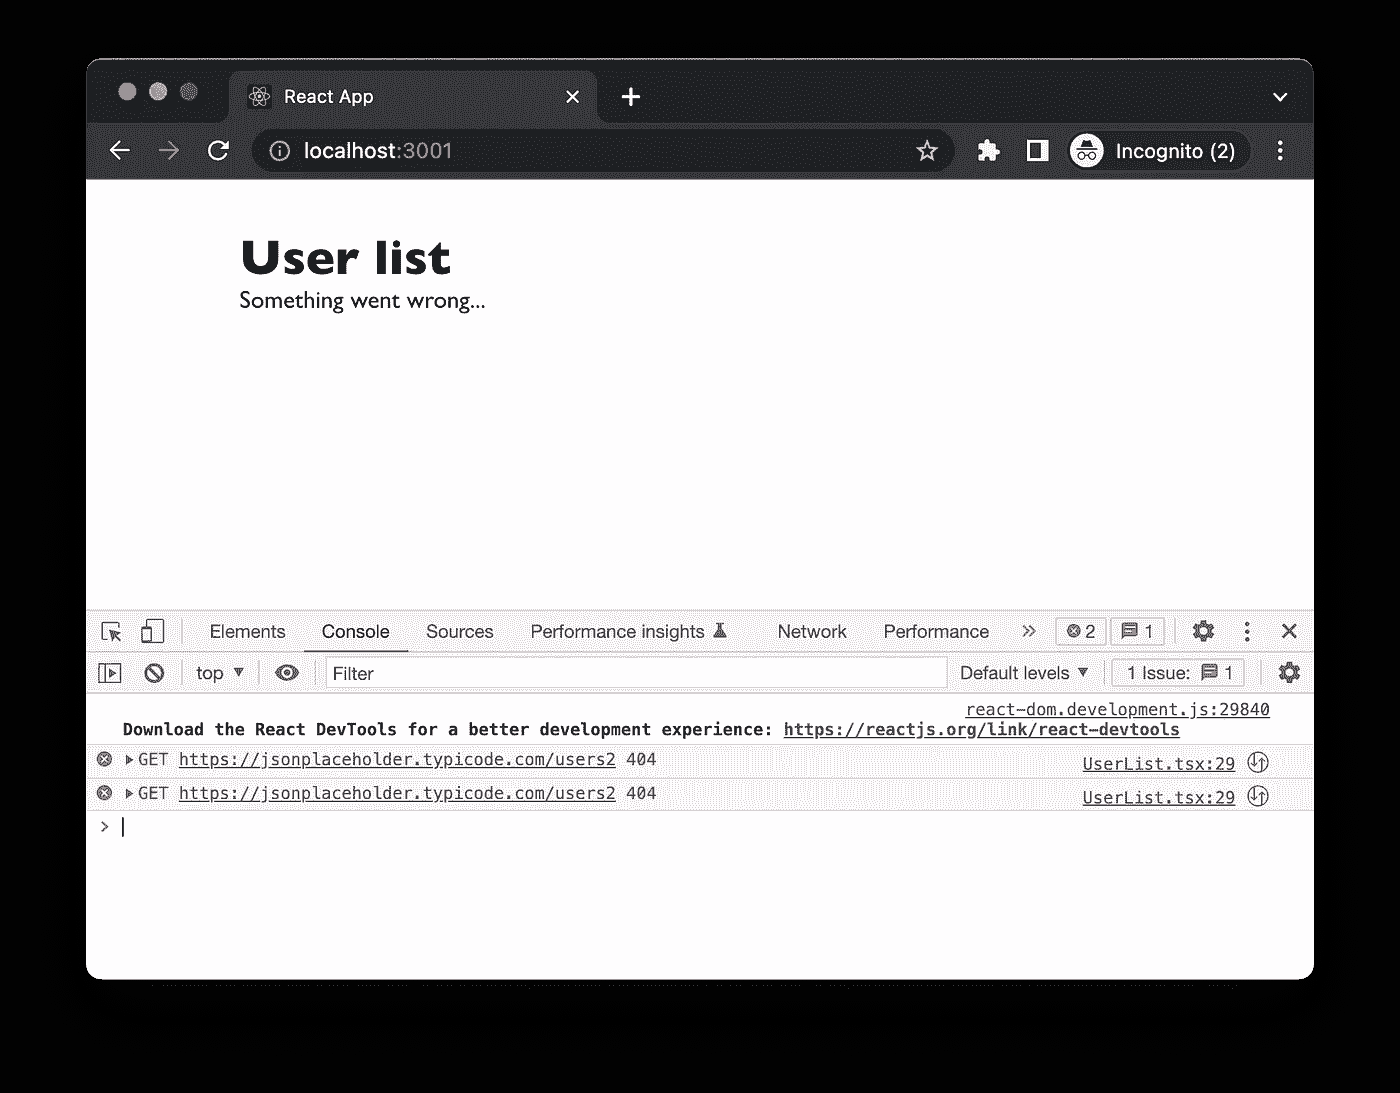 React App
localhost:3001
Incognito (2)
User list
Something went wrong...
Elements Console Sources Performance insights Network Performance » 2 1
top ▼ Filter Default levels ▼ 1 Issue: 1
react-dom.development.js:29840
Download the React DevTools for a better development experience: https://reactjs.org/link/react-devtools
GET https://jsonplaceholder.typicode.com/users2 404 UserList.tsx:29
GET https://jsonplaceholder.typicode.com/users2 404 UserList.tsx:29
>